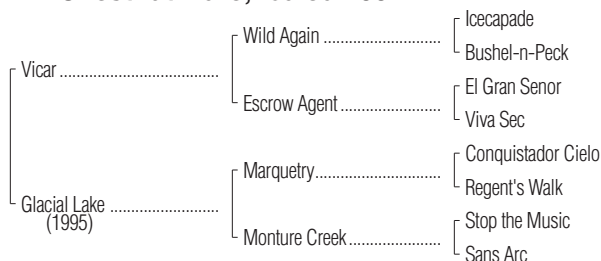 Icecapade
Wild Again
Bushel-n-Peck
Vicar
El Gran Senor
Escrow Agent
Viva Sec
Conquistador Cielo
Marquetry
Regent's Walk
Glacial Lake
(1995)
Stop the Music
Monture Creek
Sans Arc